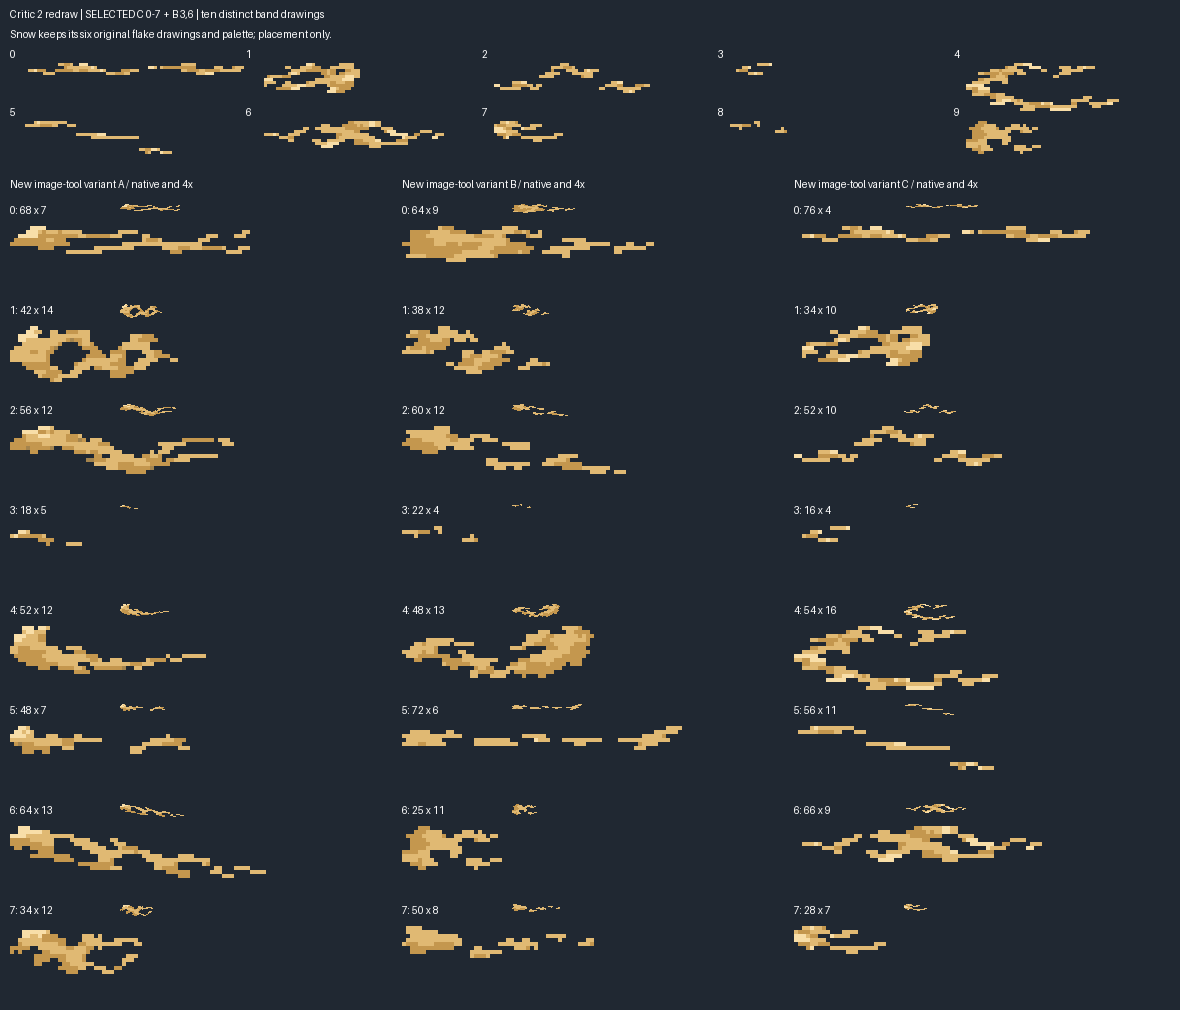 Critic 2 redraw | SELECTED C 0-7 + B3,6 | ten distinct band drawings
Snow keeps its six original flake drawings and palette; placement only.
0 1 2 3 4
5 6 7 8 9
New image-tool variant A / native and 4x New image-tool variant B / native and 4x New image-tool variant C / native and 4x
0: 68 x 7 0: 64 x 9 0: 76 x 4
1: 42 x 14 1: 38 x 12 1: 34 x 10
2: 56 x 12 2: 60 x 12 2: 52 x 10
3: 18 x 5 3: 22 x 4 3: 16 x 4
4: 52 x 12 4: 48 x 13 4: 54 x 16
5: 48 x 7 5: 72 x 6 5: 56 x 11
6: 64 x 13 6: 25 x 11 6: 66 x 9
7: 34 x 12 7: 50 x 8 7: 28 x 7